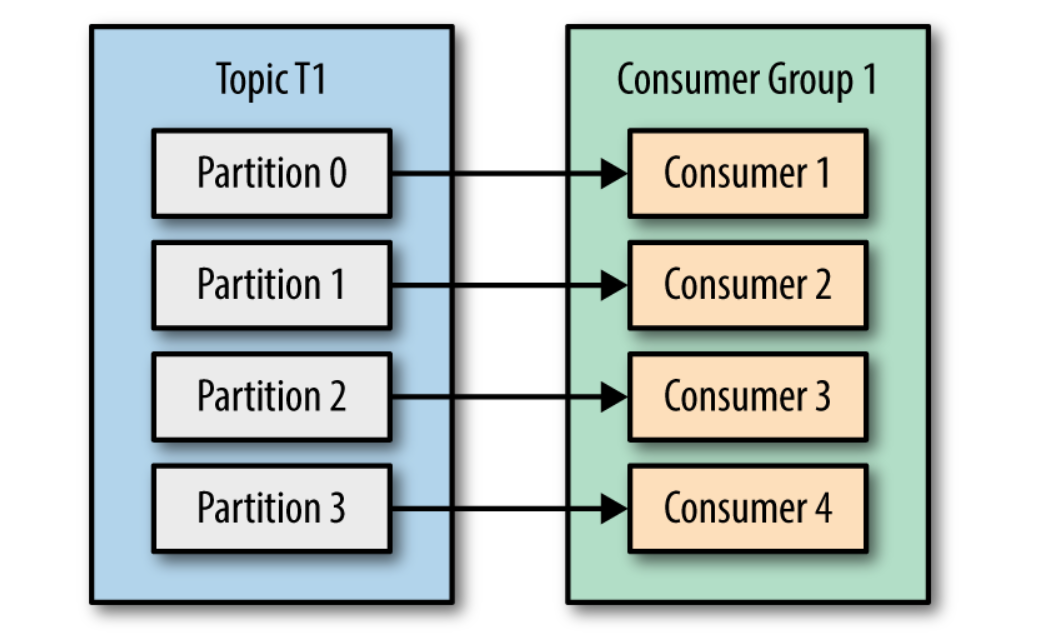 Topic T1
Partition 0
Partition 1
Partition 2
Partition 3
Consumer Group 1
Consumer 1
Consumer 2
Consumer 3
Consumer 4